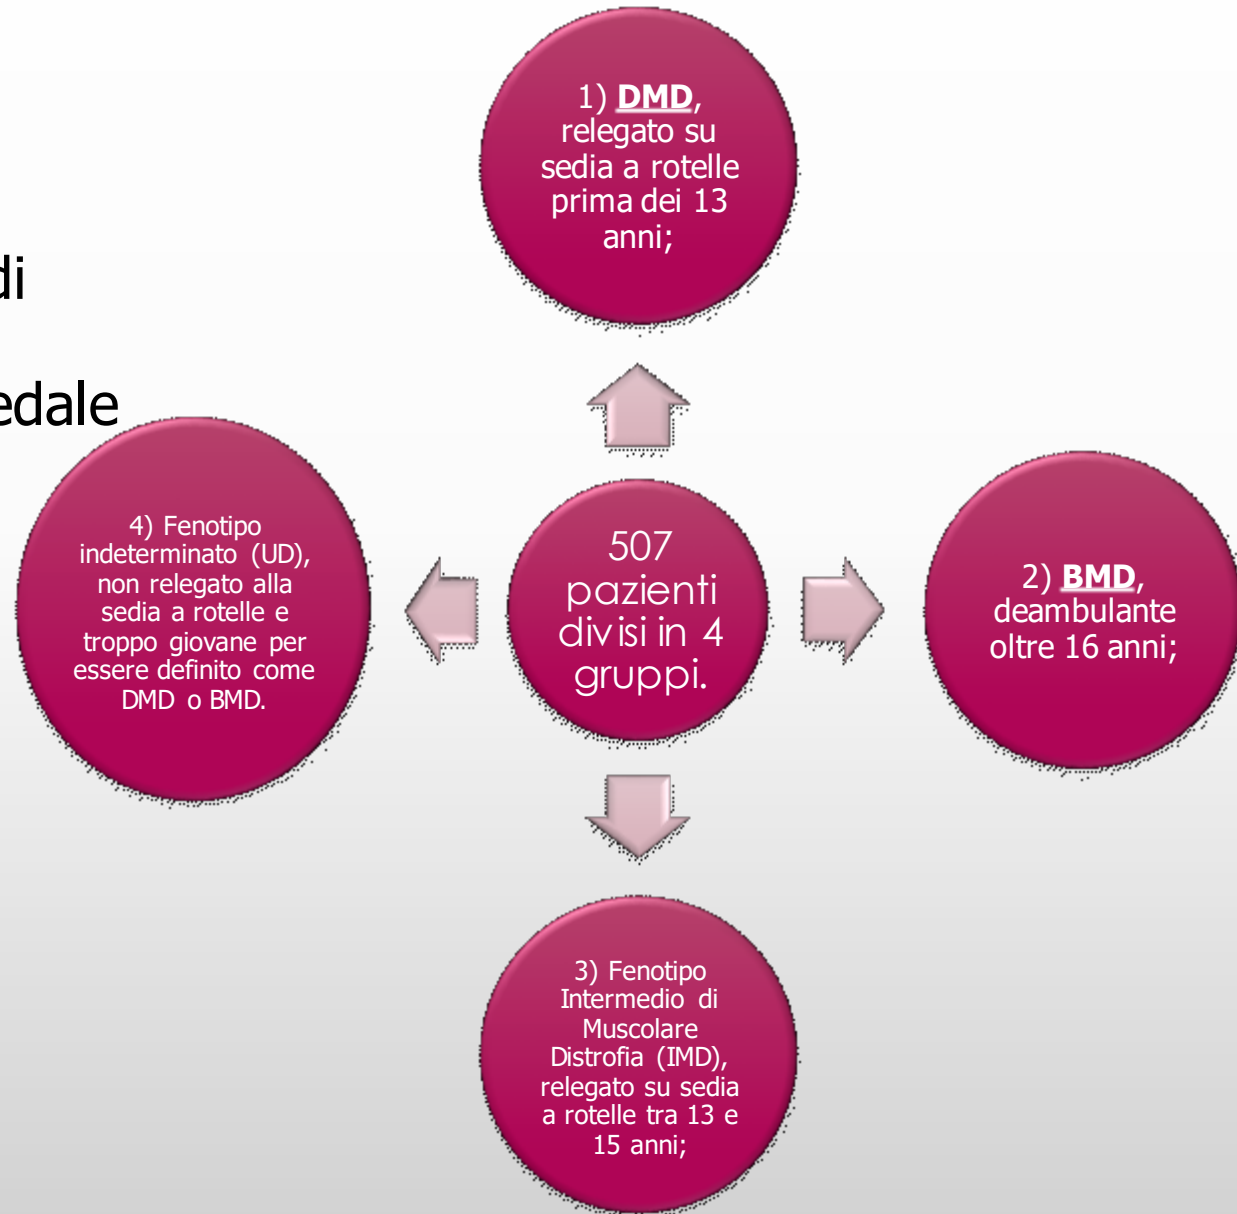 di
edale
507
pazienti
divisi in 4
gruppi.
1) DMD,
relegato su
sedia a rotelle
prima dei 13
anni;
2) BMD,
deambulante
oltre 16 anni;
3) Fenotipo
Intermedio di
Muscolare
Distrofia (IMD),
relegato su sedia
a rotelle tra 13 e
15 anni;
4) Fenotipo
indeterminato (UD),
non relegato alla
sedia a rotelle e
troppo giovane per
essere definito come
DMD o BMD.